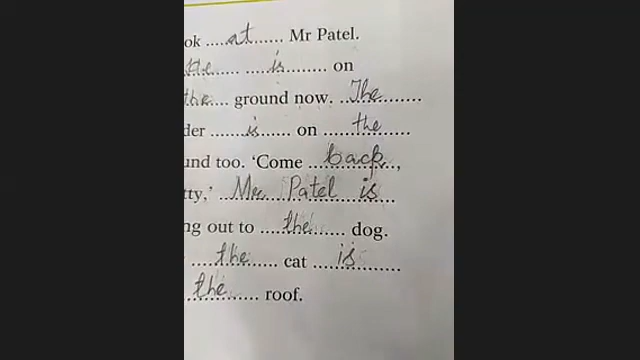 ok ....at...... Mr Patel.
He ...... is ........ on
the.... ground now. ..The........
der ...... is ...... on ... the ......
und too. ‘Come ...back..,
tty,’ ..Mr. Patel is
ng out to ....the...... dog.
.....the...... cat ......is........
..the....... roof.